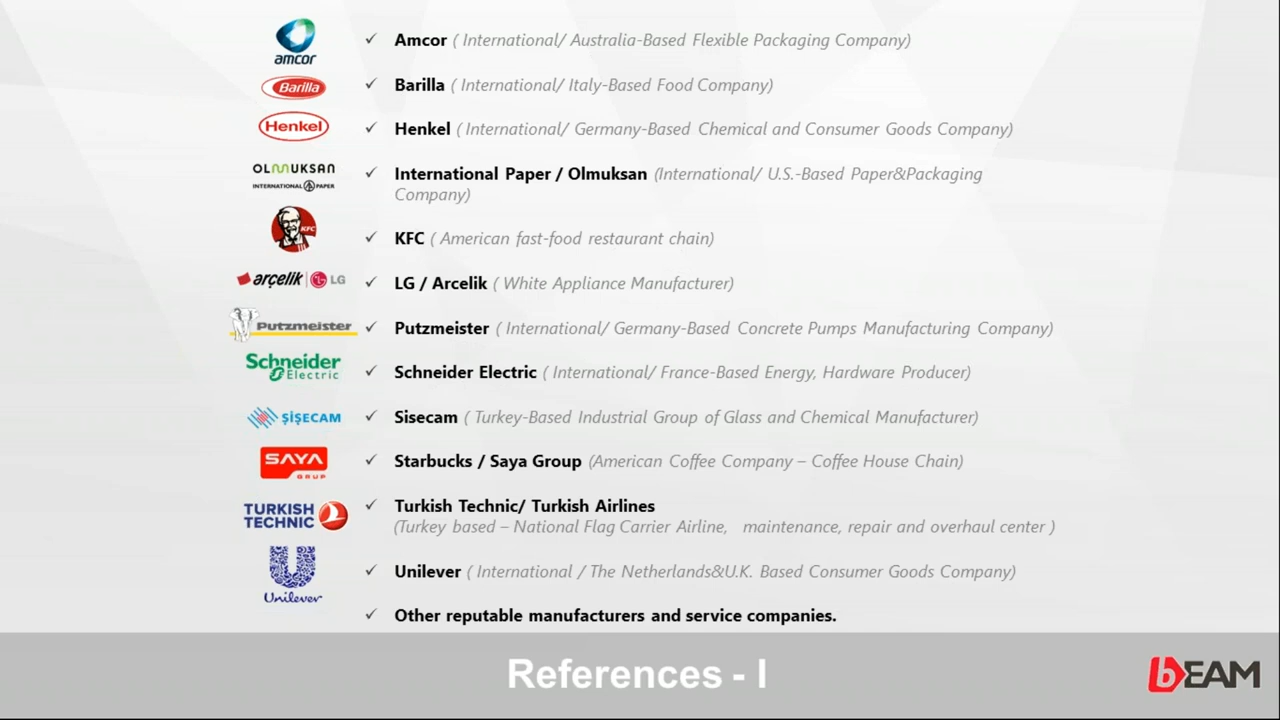 amcor
✓ Amcor ( International/ Australia-Based Flexible Packaging Company)
Barilla
✓ Barilla ( International/ Italy-Based Food Company)
Henkel
✓ Henkel ( International/ Germany-Based Chemical and Consumer Goods Company)
OLMUKSAN
INTERNATIONAL PAPER
✓ International Paper / Olmuksan (International/ U.S.-Based Paper&Packaging
Company)
KFC
✓ KFC ( American fast-food restaurant chain)
arçelik LG
✓ LG / Arcelik ( White Appliance Manufacturer)
Putzmeister
✓ Putzmeister ( International/ Germany-Based Concrete Pumps Manufacturing Company)
Schneider
Electric
✓ Schneider Electric ( International/ France-Based Energy, Hardware Producer)
ŞİŞECAM
✓ Sisecam ( Turkey-Based Industrial Group of Glass and Chemical Manufacturer)
SAYA
GRUP
✓ Starbucks / Saya Group (American Coffee Company – Coffee House Chain)
TURKISH
TECHNIC
✓ Turkish Technic/ Turkish Airlines
(Turkey based – National Flag Carrier Airline, maintenance, repair and overhaul center )
Unilever
✓ Unilever ( International / The Netherlands&U.K. Based Consumer Goods Company)
✓ Other reputable manufacturers and service companies.
References - I
bEAM